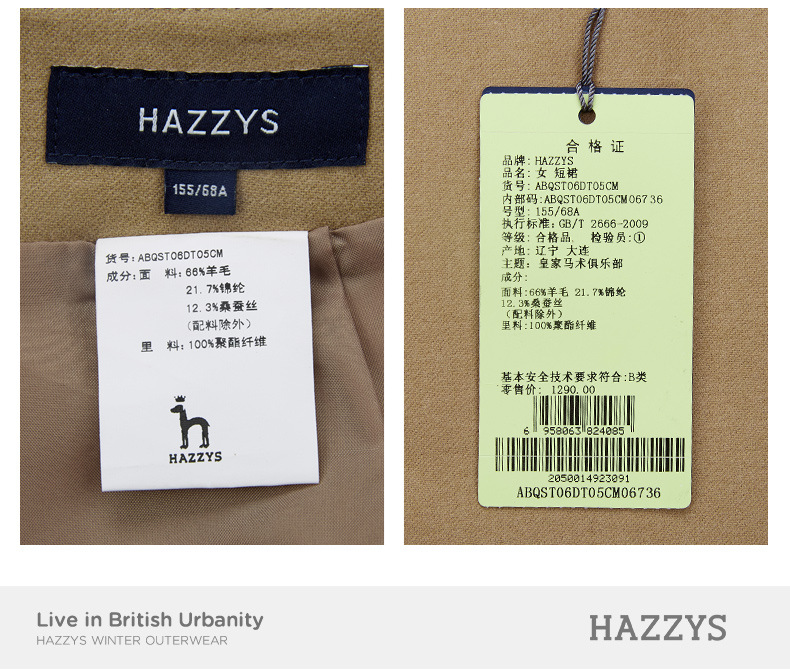 HAZZYS
155/68A
货号:ABQST06DT05CM
成分:面 料:66%羊毛
21.7%锦纶
12.3%桑蚕丝
(配料除外)
里 料:100%聚酯纤维
HAZZYS
合格证
品牌: HAZZYS
品名: 女 短裙
货号: ABQST06DT05CM
内部码:ABQST06DT05CM06736
号型:155/68A
执行标准:GB/T 2666-2009
等级: 合格品 检验员:①
产地: 辽宁 大连
主题: 皇家马术俱乐部
成分:
面料:66%羊毛 21.7%锦纶
12.3%桑蚕丝
(配料除外)
里料:100%聚酯纤维
基本安全技术要求符合:B类
零售价: 1290.00
6 958063 824085
2050014923091
ABQST06DT05CM06736
Live in British Urbanity
HAZZYS WINTER OUTERWEAR
HAZZYS